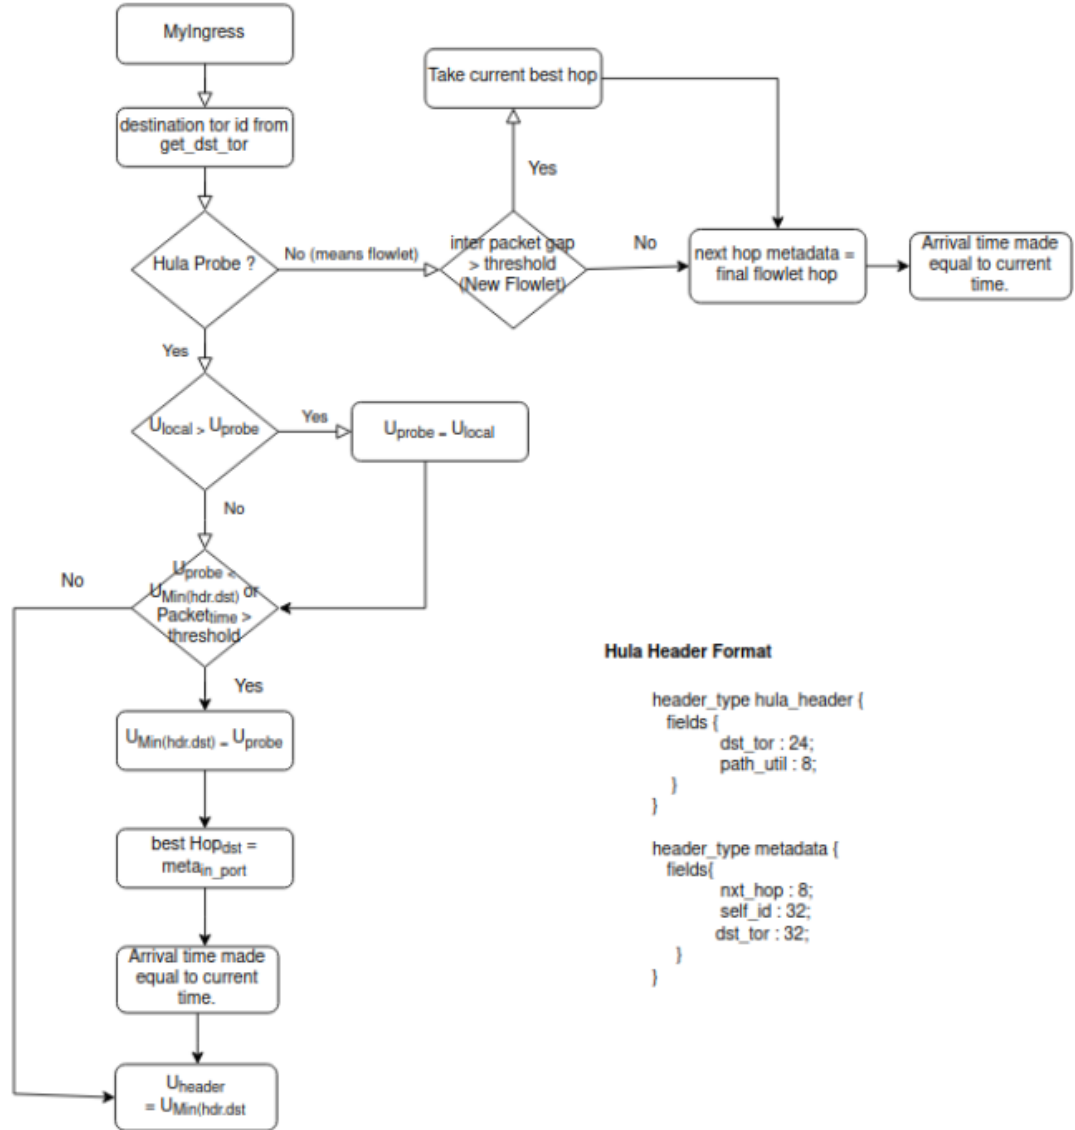 MyIngress
Take current best hop
destination tor id from
get_dst_tor
Yes
Hula Probe ?
No (means flowlet)
inter packet gap
> threshold
(New Flowlet)
No
next hop metadata =
final flowlet hop
Arrival time made
equal to current
time.
Yes
Ulocal > Uprobe
Yes
Uprobe = Ulocal
No
No
Uprobe <
UMin(hdr.dst) or
Packettime >
threshold
Yes
UMin(hdr.dst) = Uprobe
best Hopdst =
metain_port
Arrival time made
equal to current
time.
Uheader
= UMin(hdr.dst
Hula Header Format
header_type hula_header {
fields {
dst_tor : 24;
path_util : 8;
}
}
header_type metadata {
fields{
nxt_hop : 8;
self_id : 32;
dst_tor : 32;
}
}